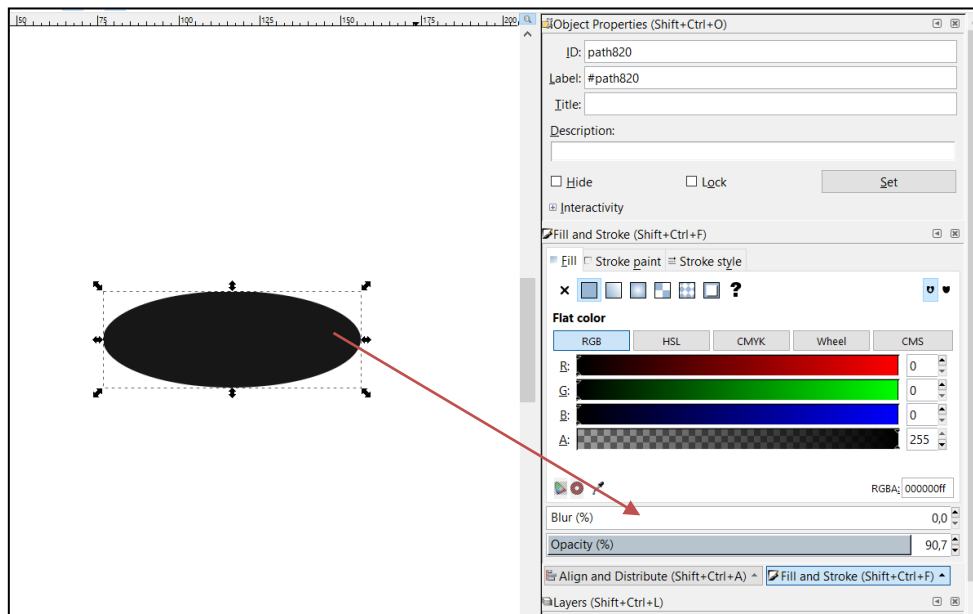 50 75 100 125 150 175 200
Object Properties (Shift+Ctrl+O)
ID: path820
Label: #path820
Title:
Description:
Hide Lock Set
Interactivity
Fill and Stroke (Shift+Ctrl+F)
Fill Stroke paint Stroke style
?
Flat color
RGB HSL CMYK Wheel CMS
R: 0
G: 0
B: 0
A: 255
RGBA: 000000ff
Blur (%) 0,0
Opacity (%) 90,7
Align and Distribute (Shift+Ctrl+A) Fill and Stroke (Shift+Ctrl+F)
Layers (Shift+Ctrl+L)